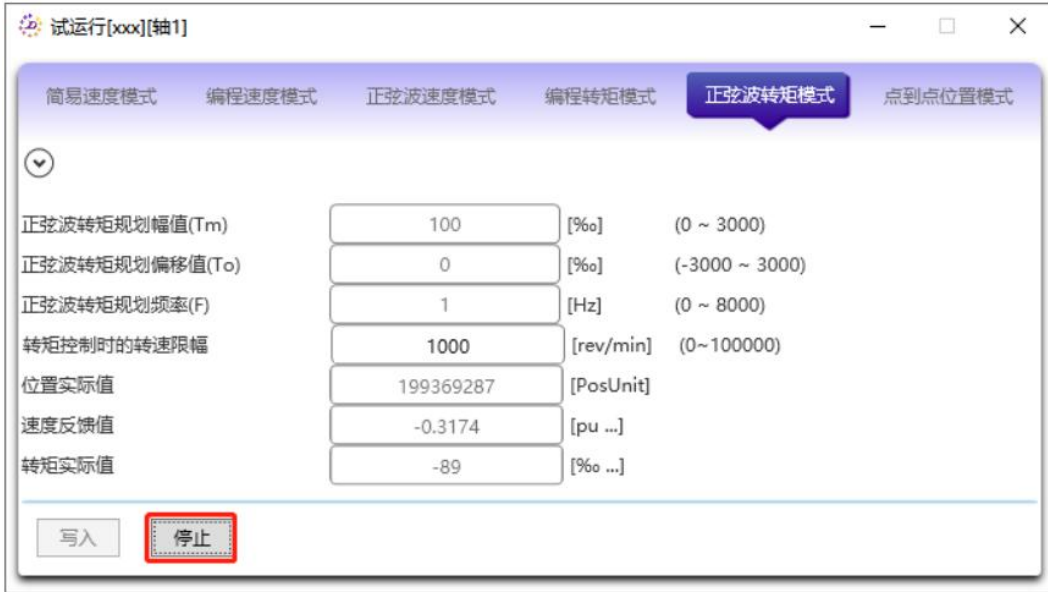 试运行[xxx][轴1]
简易速度模式 编程速度模式 正弦波速度模式 编程转矩模式 正弦波转矩模式 点到点位置模式
正弦波转矩规划幅值(Tm) 100 [‰] (0 ~ 3000)
正弦波转矩规划偏移值(To) 0 [‰] (-3000 ~ 3000)
正弦波转矩规划频率(F) 1 [Hz] (0 ~ 8000)
转矩控制时的转速限幅 1000 [rev/min] (0~100000)
位置实际值 199369287 [PosUnit]
速度反馈值 -0.3174 [pu ...]
转矩实际值 -89 [‰ ...]
写入 停止